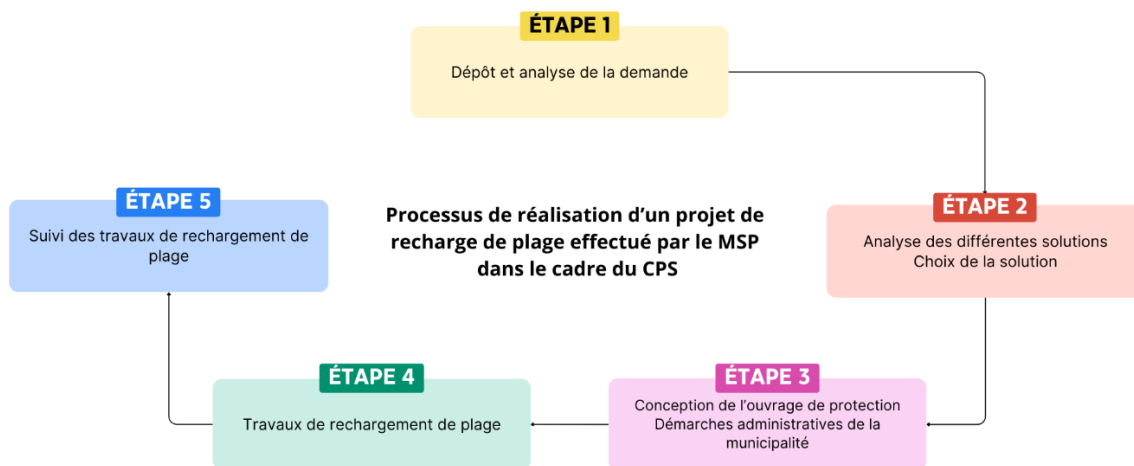 ÉTAPE 1
Dépôt et analyse de la demande
ÉTAPE 2
Analyse des différentes solutions
Choix de la solution
ÉTAPE 3
Conception de l'ouvrage de protection
Démarches administratives de la
municipalité
ÉTAPE 4
Travaux de rechargement de plage
ÉTAPE 5
Suivi des travaux de rechargement de
plage
Processus de réalisation d'un projet de
recharge de plage effectué par le MSP
dans le cadre du CPS